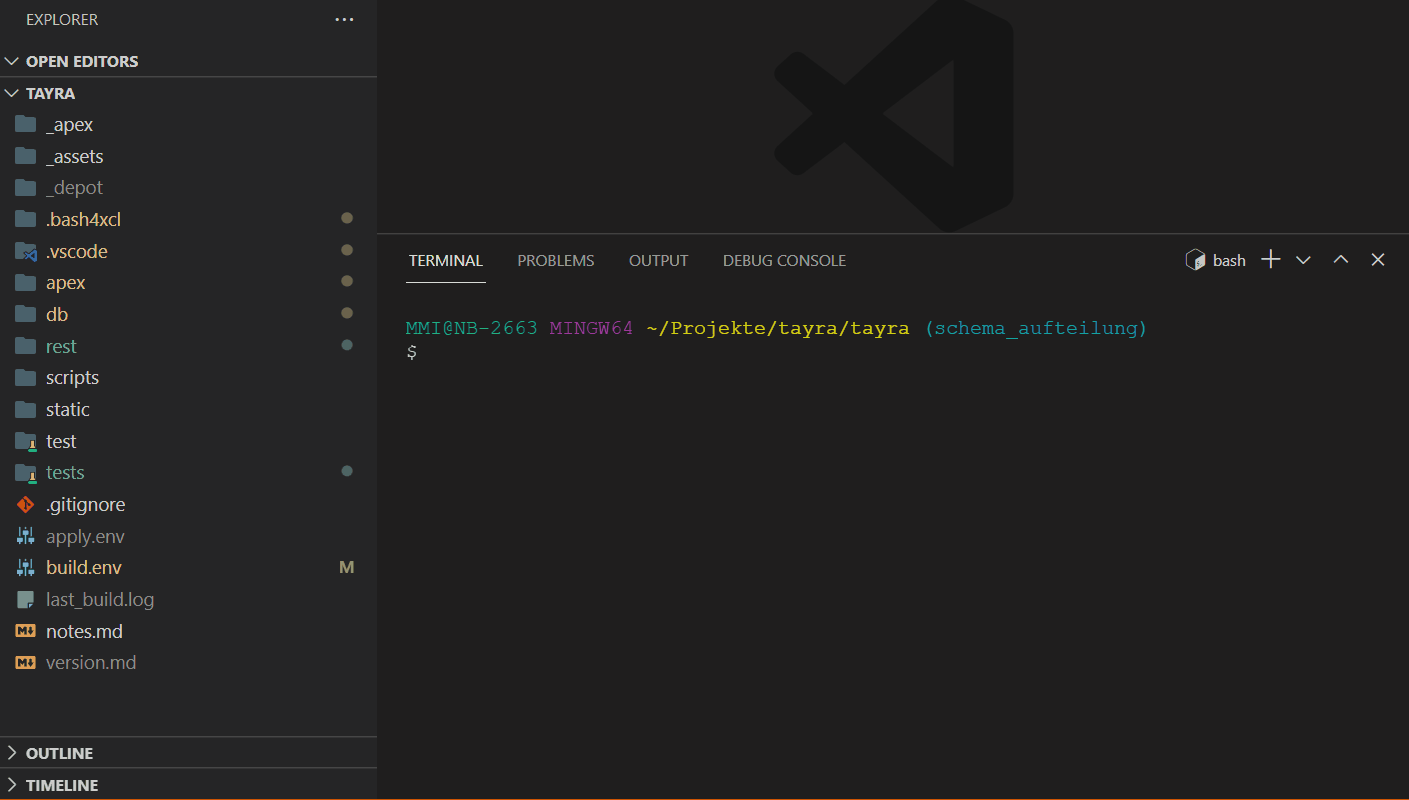 EXPLORER
OPEN EDITORS
TAYRA
_apex
_assets
_depot
.bash4xcl
.vscode
apex
db
rest
scripts
static
test
tests
.gitignore
apply.env
build.env M
last_build.log
notes.md
version.md
OUTLINE
TIMELINE
TERMINAL PROBLEMS OUTPUT DEBUG CONSOLE bash
MMI@NB-2663 MINGW64 ~/Projekte/tayra/tayra (schema_aufteilung)
$